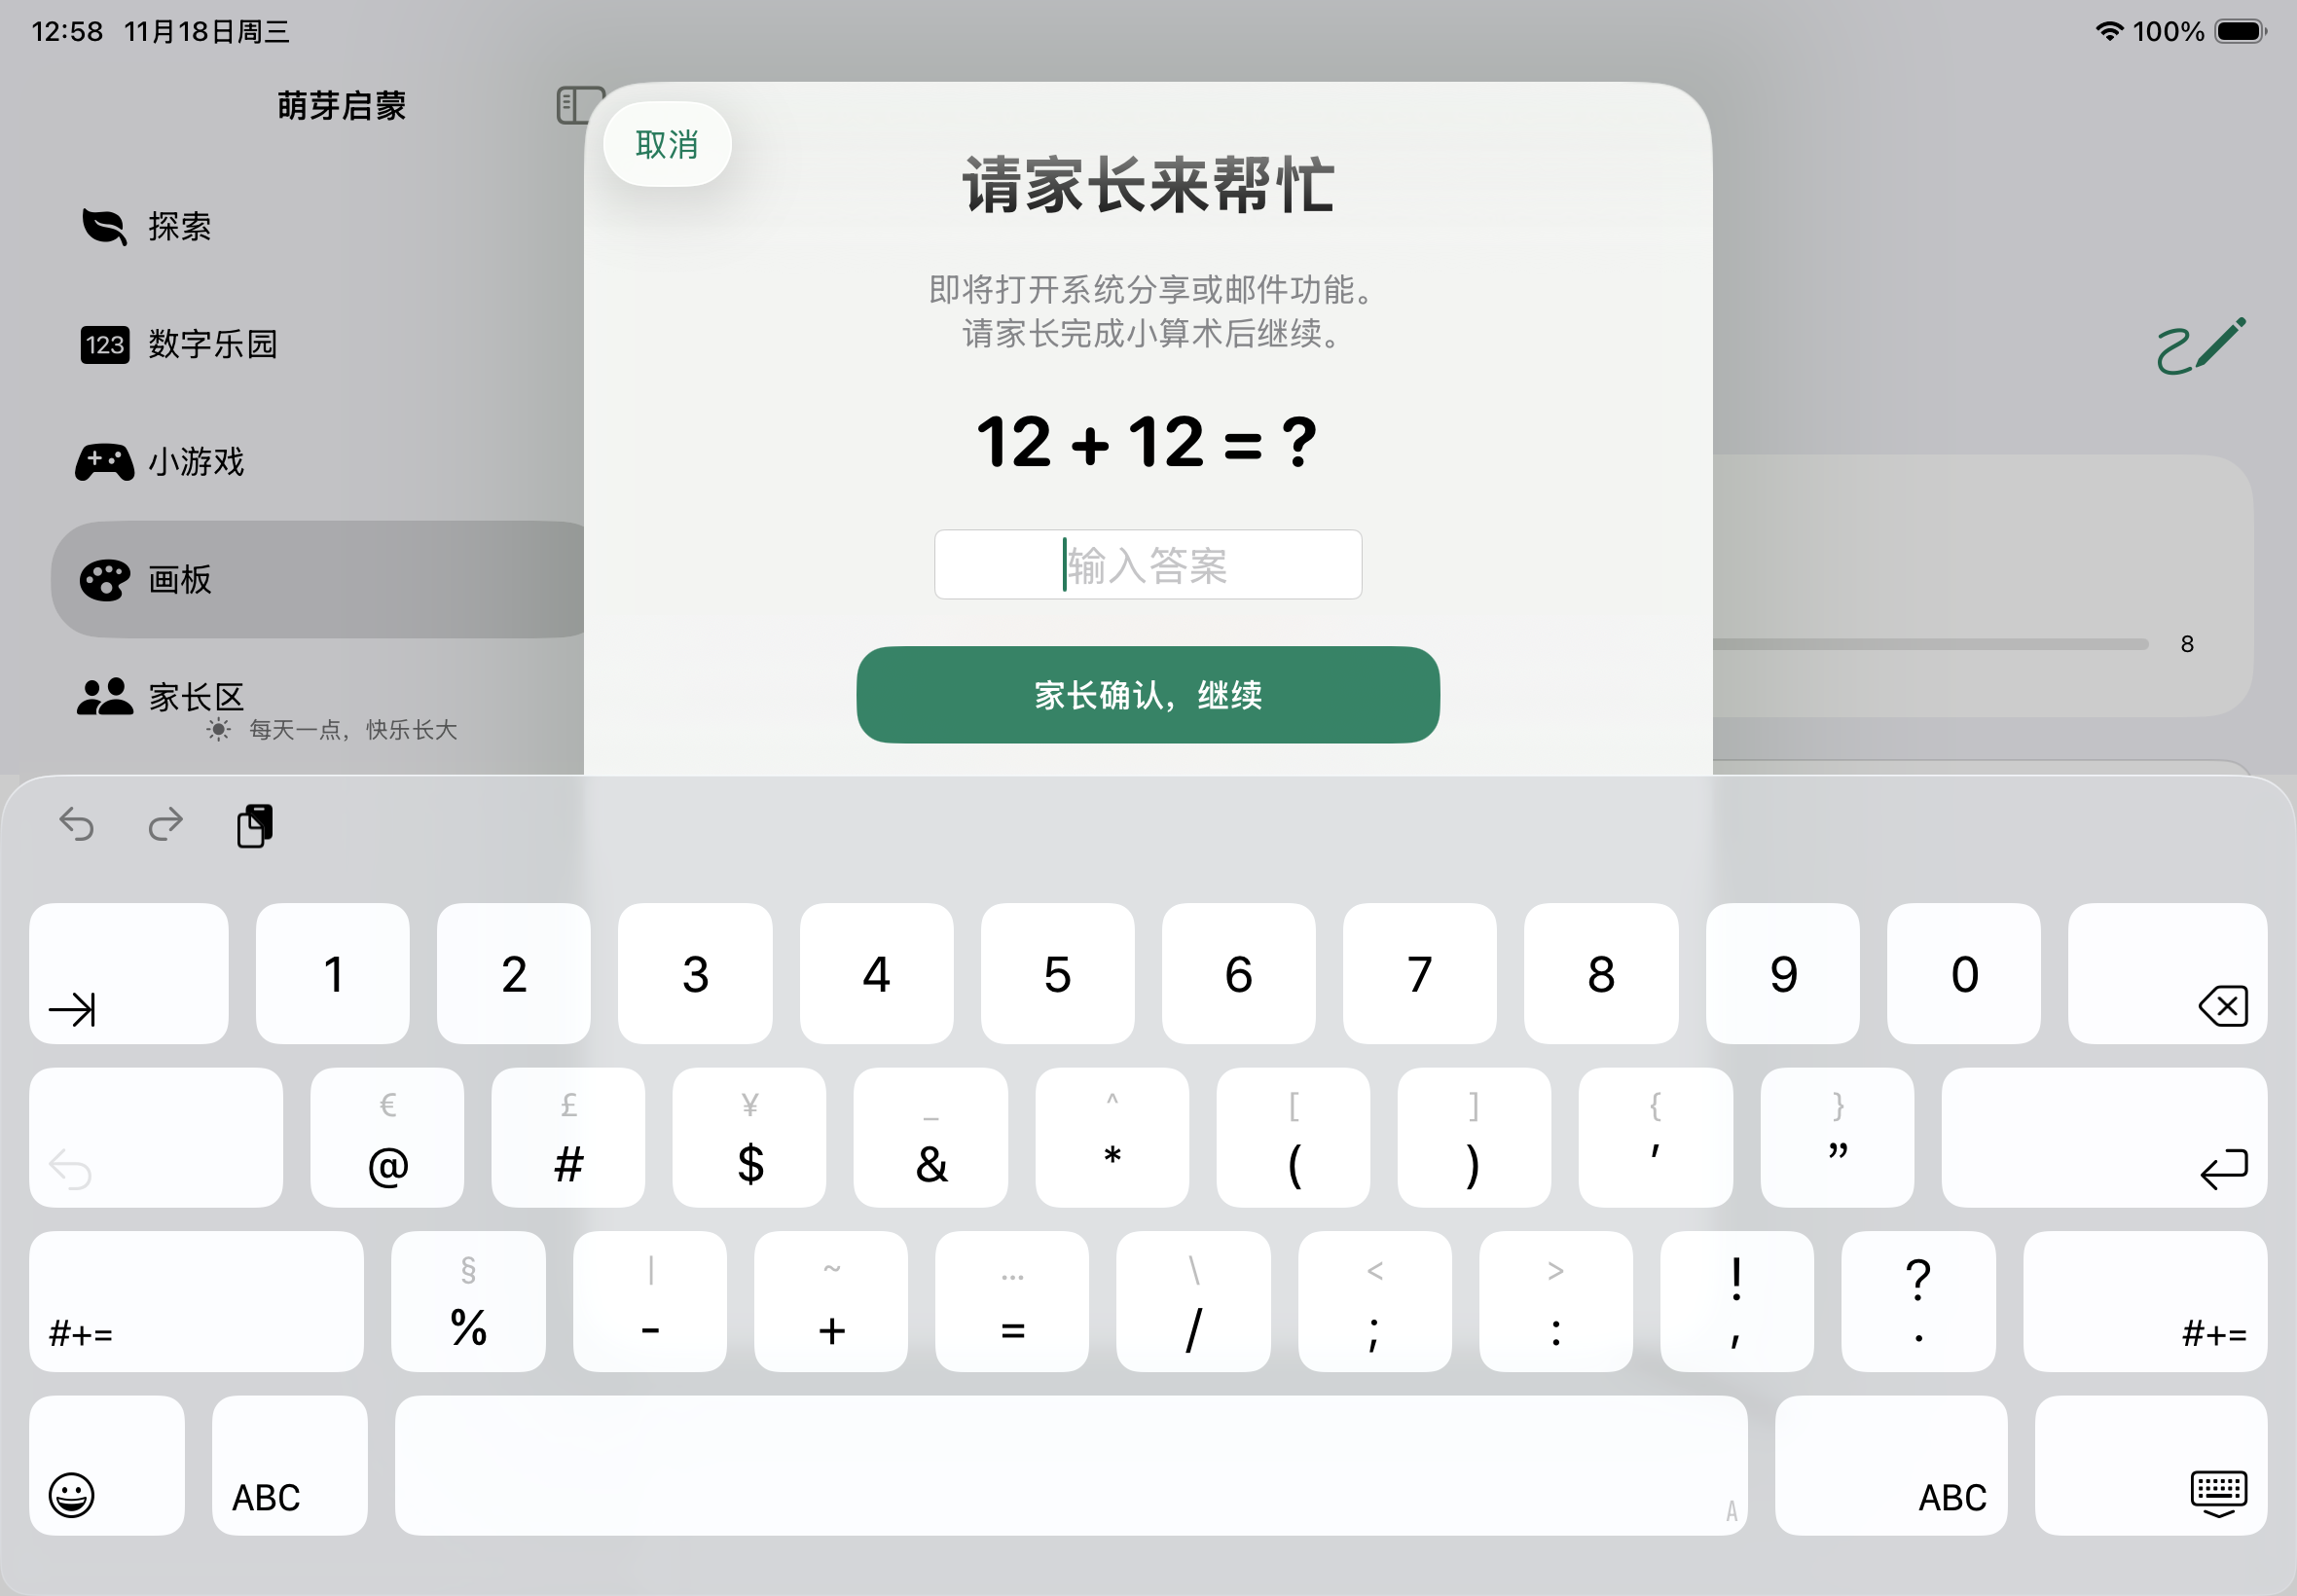 12:58 11月18日周三
100%
萌芽启蒙
探索
123 数字乐园
小游戏
画板
家长区
每天一点，快乐长大
取消
请家长来帮忙
即将打开系统分享或邮件功能。
请家长完成小算术后继续。
12 + 12 = ?
输入答案
家长确认，继续
8
1 2 3 4 5 6 7 8 9 0
€ £ ¥ _ ^ [ ] { }
@ # $ & * ( ) ' ”
§ | ~ … \ < > ! ?
#+= % - + = / ; : , . #+=
ABC A ABC